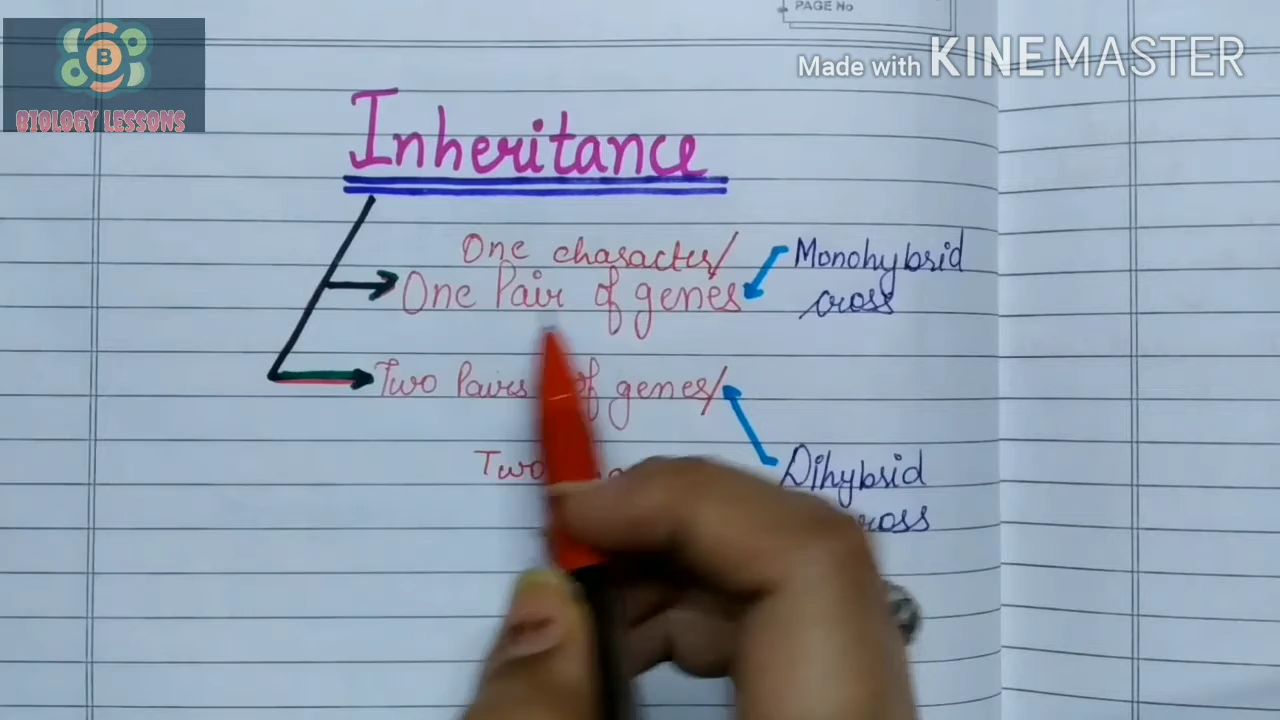 PAGE No
B
BIOLOGY LESSONS
Made with KINEMASTER
Inheritance
One character/
One Pair of genes
Monohybrid
cross
Two Pairs of genes/
Two
Dihybrid
cross